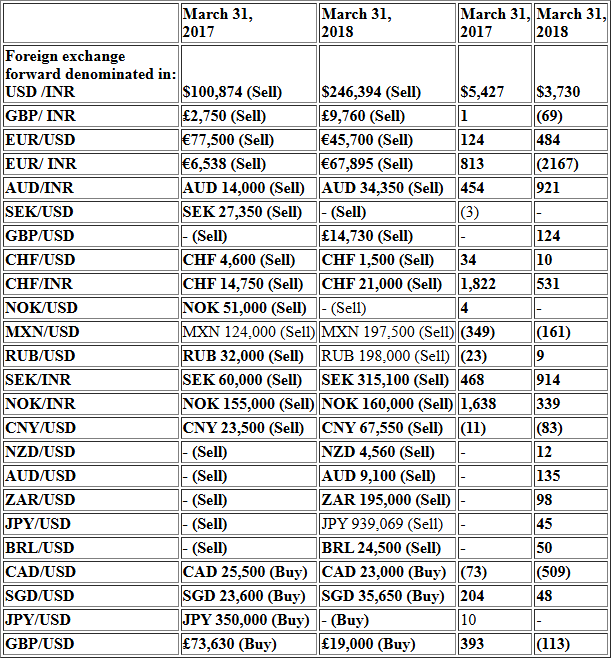 March 31, 2017 March 31, 2018 March 31, 2017 March 31, 2018
Foreign exchange
forward denominated in:
USD /INR $100,874 (Sell) $246,394 (Sell) $5,427 $3,730
GBP/ INR £2,750 (Sell) £9,760 (Sell) 1 (69)
EUR/USD €77,500 (Sell) €45,700 (Sell) 124 484
EUR/ INR €6,538 (Sell) €67,895 (Sell) 813 (2167)
AUD/INR AUD 14,000 (Sell) AUD 34,350 (Sell) 454 921
SEK/USD SEK 27,350 (Sell) - (Sell) (3) -
GBP/USD - (Sell) £14,730 (Sell) - 124
CHF/USD CHF 4,600 (Sell) CHF 1,500 (Sell) 34 10
CHF/INR CHF 14,750 (Sell) CHF 21,000 (Sell) 1,822 531
NOK/USD NOK 51,000 (Sell) - (Sell) 4 -
MXN/USD MXN 124,000 (Sell) MXN 197,500 (Sell) (349) (161)
RUB/USD RUB 32,000 (Sell) RUB 198,000 (Sell) (23) 9
SEK/INR SEK 60,000 (Sell) SEK 315,100 (Sell) 468 914
NOK/INR NOK 155,000 (Sell) NOK 160,000 (Sell) 1,638 339
CNY/USD CNY 23,500 (Sell) CNY 67,550 (Sell) (11) (83)
NZD/USD - (Sell) NZD 4,560 (Sell) - 12
AUD/USD - (Sell) AUD 9,100 (Sell) - 135
ZAR/USD - (Sell) ZAR 195,000 (Sell) - 98
JPY/USD - (Sell) JPY 939,069 (Sell) - 45
BRL/USD - (Sell) BRL 24,500 (Sell) - 50
CAD/USD CAD 25,500 (Buy) CAD 23,000 (Buy) (73) (509)
SGD/USD SGD 23,600 (Buy) SGD 35,650 (Buy) 204 48
JPY/USD JPY 350,000 (Buy) - (Buy) 10 -
GBP/USD £73,630 (Buy) £19,000 (Buy) 393 (113)